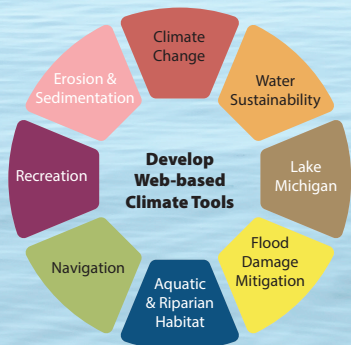 Climate
Change
Water
Sustainability
Lake
Michigan
Flood
Damage
Mitigation
Aquatic
& Riparian
Habitat
Navigation
Recreation
Erosion &
Sedimentation
Develop
Web-based
Climate Tools